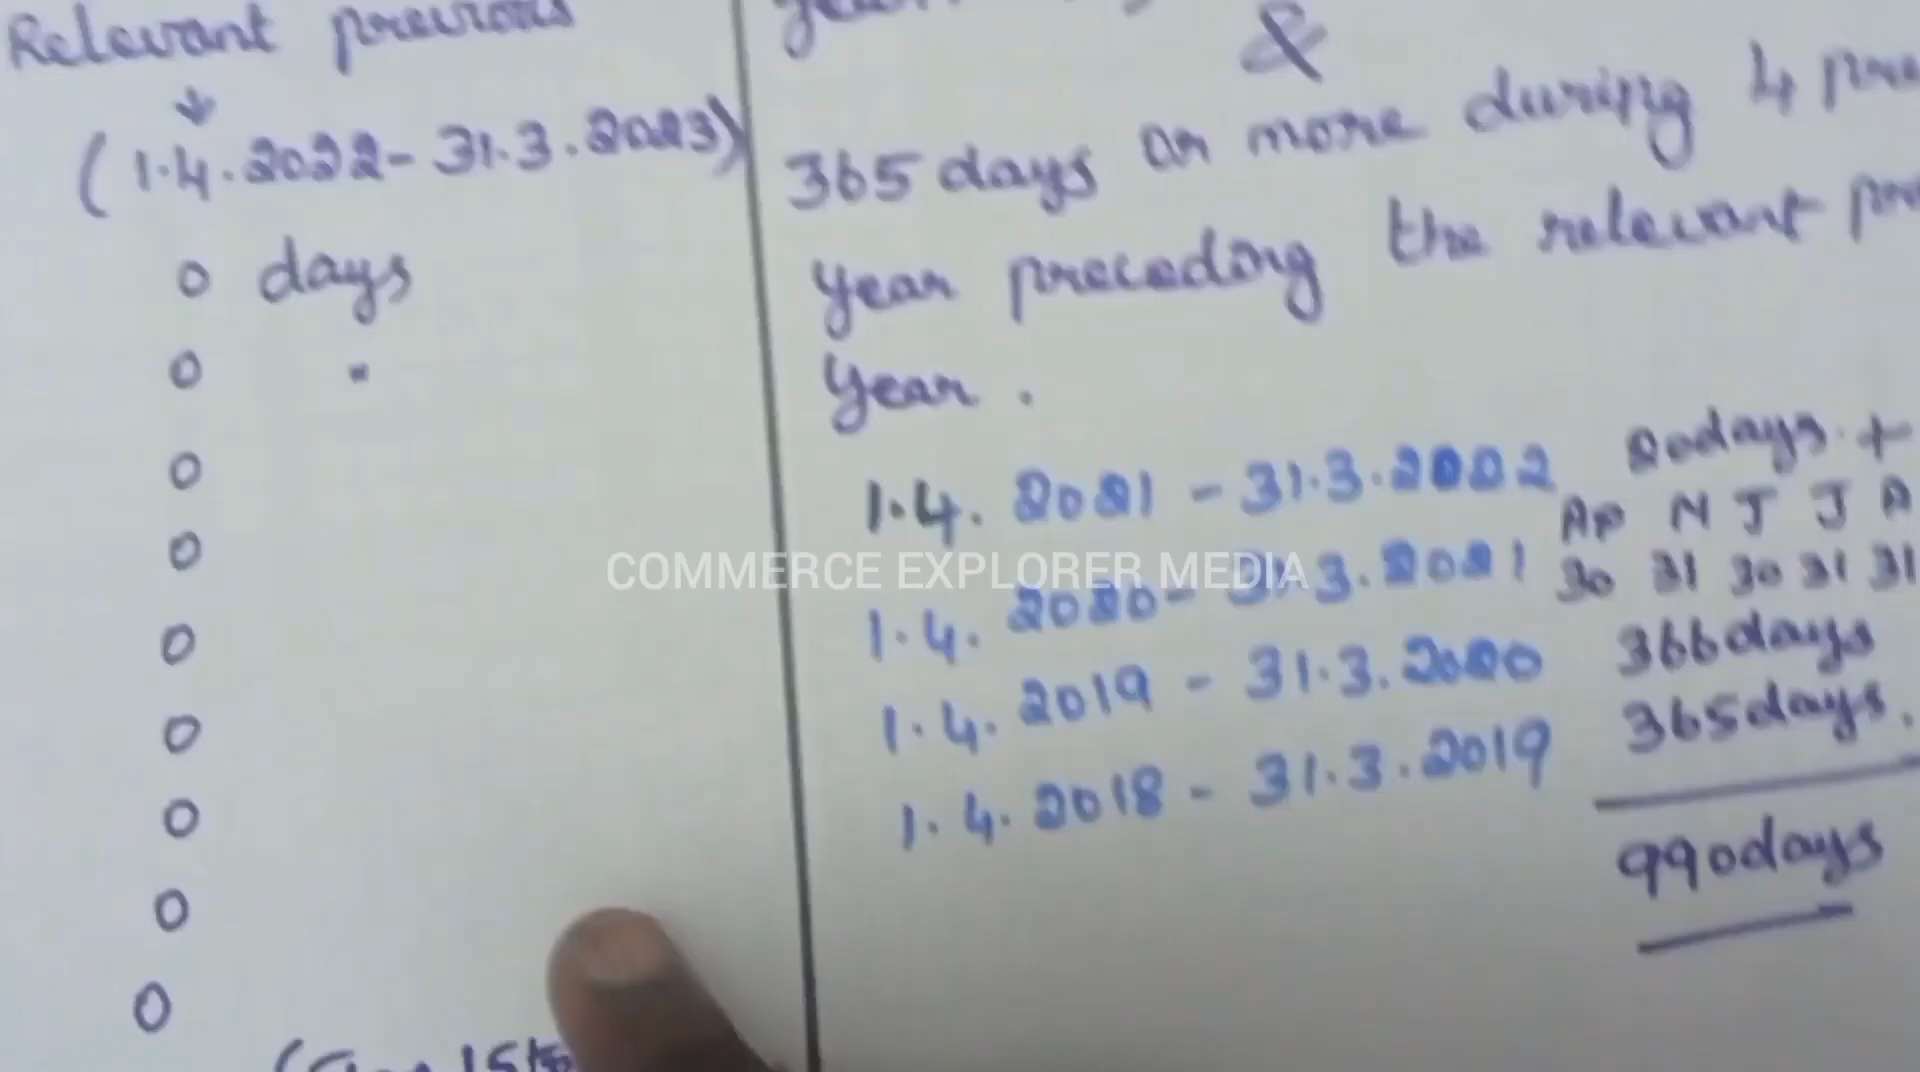 Relevant previous
(1.4.2022- 31.3.2023)
0 days
0 "
0
0
0
0
0
0
0
&
365 days or more during 4 pre
year preceding the relevant pre
year.
1.4. 2021 - 31.3.2022 20days +
Ap M J J A
30 31 30 31 31
1.4. 2020- 31.3.2021
1.4. 2019 - 31.3.2020 366days
1.4.2018 - 31.3.2019 365days.
990days
COMMERCE EXPLORER MEDIA